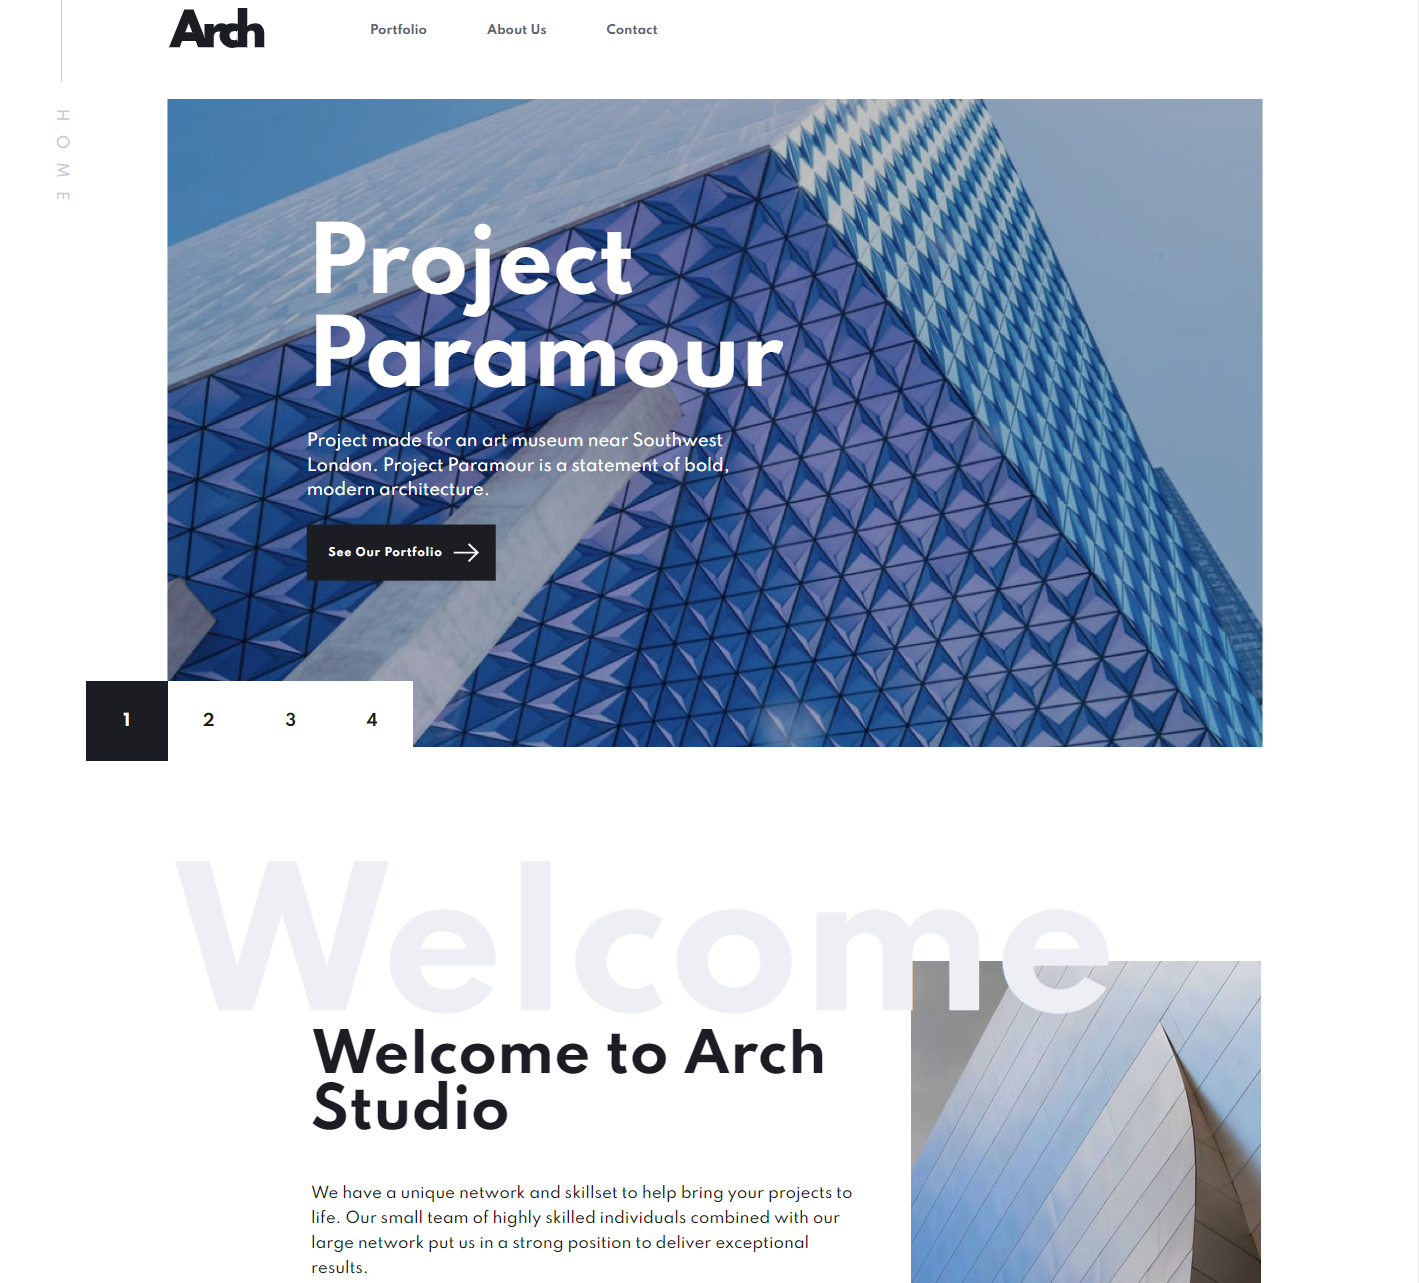 Arch
Portfolio
About Us
Contact
HOME
Project
Paramour
Project made for an art museum near Southwest
London. Project Paramour is a statement of bold,
modern architecture.
See Our Portfolio
1
2
3
4
Welcome
Welcome to Arch
Studio
We have a unique network and skillset to help bring your projects to
life. Our small team of highly skilled individuals combined with our
large network put us in a strong position to deliver exceptional
results.